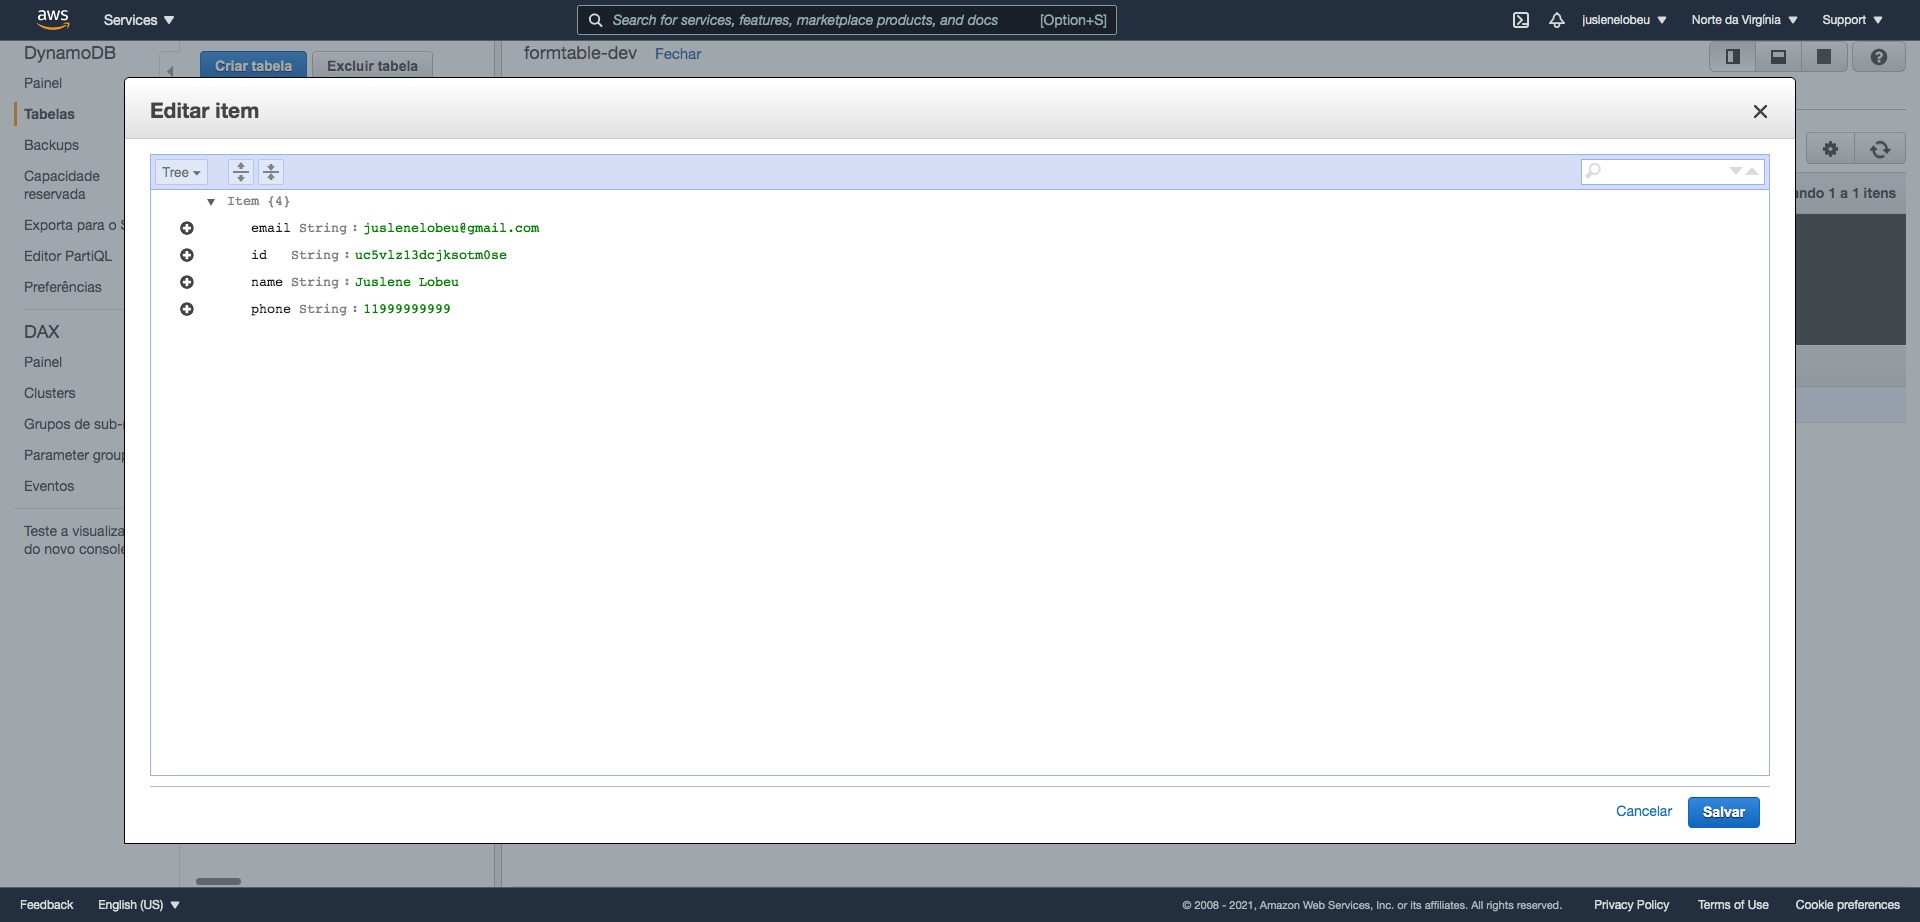 aws Services Search for services, features, marketplace products, and docs [Option+S] juslenelobeu Norte da Virgínia Support
DynamoDB
Painel
Tabelas
Backups
Capacidade
reservada
Exporta para o
Editor PartiQL
Preferências
DAX
Painel
Clusters
Grupos de sub-
Parameter
Eventos
Teste a
do novo
Criar tabela Excluir tabela
formtable-dev Fechar
1 a 1 itens
Editar item
Tree
Item {4}
email String : juslenelobeu@gmail.com
id String : uc5vlz13dcjksotm0se
name String : Juslene Lobeu
phone String : 11999999999
Cancelar Salvar
Feedback English (US) © 2008 - 2021, Amazon Web Services, Inc. or its affiliates. All rights reserved. Privacy Policy Terms of Use Cookie preferences